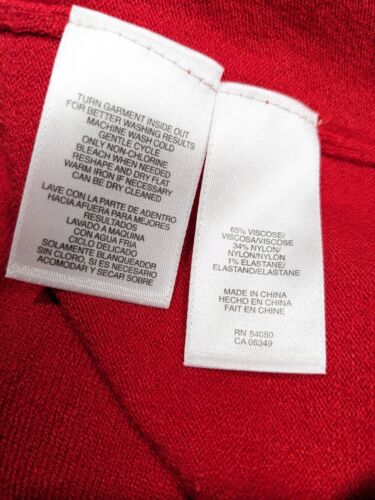 TURN GARMENT INSIDE OUT
FOR BETTER WASHING RESULTS
MACHINE WASH COLD
GENTLE CYCLE
ONLY NON-CHLORINE
BLEACH WHEN NEEDED
RESHAPE AND DRY FLAT
WARM IRON IF NECESSARY
CAN BE DRY CLEANED
LAVE CON LA PARTE DE ADENTRO
HACIA AFUERA PARA MEJORES
RESULTADOS
LAVADO A MAQUINA
CON AGUA FRIA
CICLO DELICADO
SOLAMENTE BLANQUEADOR
SIN CLORO, SI ES NECESARIO
ACOMODAR Y SECAR SOBRE
65% VISCOSE/
VISCOSA/VISCOSE
34% NYLON/
NYLON/NYLON
1% ELASTANE/
ELASTANO/ELASTANE
MADE IN CHINA
HECHO EN CHINA
FAIT EN CHINE
RN 54080
CA 08349